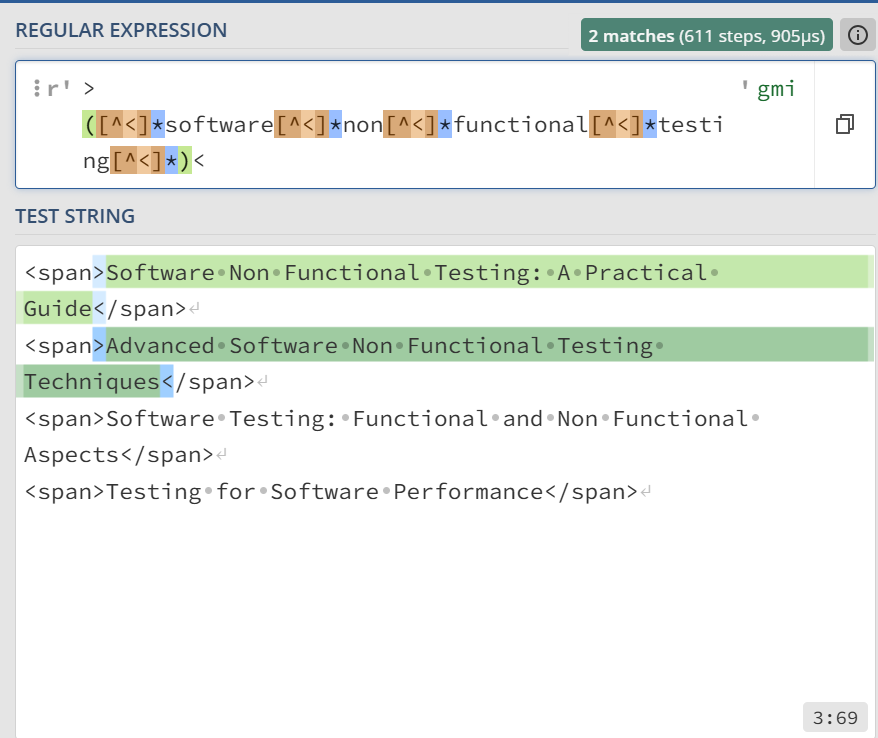 REGULAR EXPRESSION
2 matches (611 steps, 905μs)
r' >
' gmi
([^<]*software[^<]*non[^<]*functional[^<]*testi
ng[^<]*)<
TEST STRING
<span>Software•Non•Functional•Testing:•A•Practical•
Guide</span>↵
<span>Advanced•Software•Non•Functional•Testing•
Techniques</span>↵
<span>Software•Testing:•Functional•and•Non•Functional•
Aspects</span>↵
<span>Testing•for•Software•Performance</span>↵
3:69